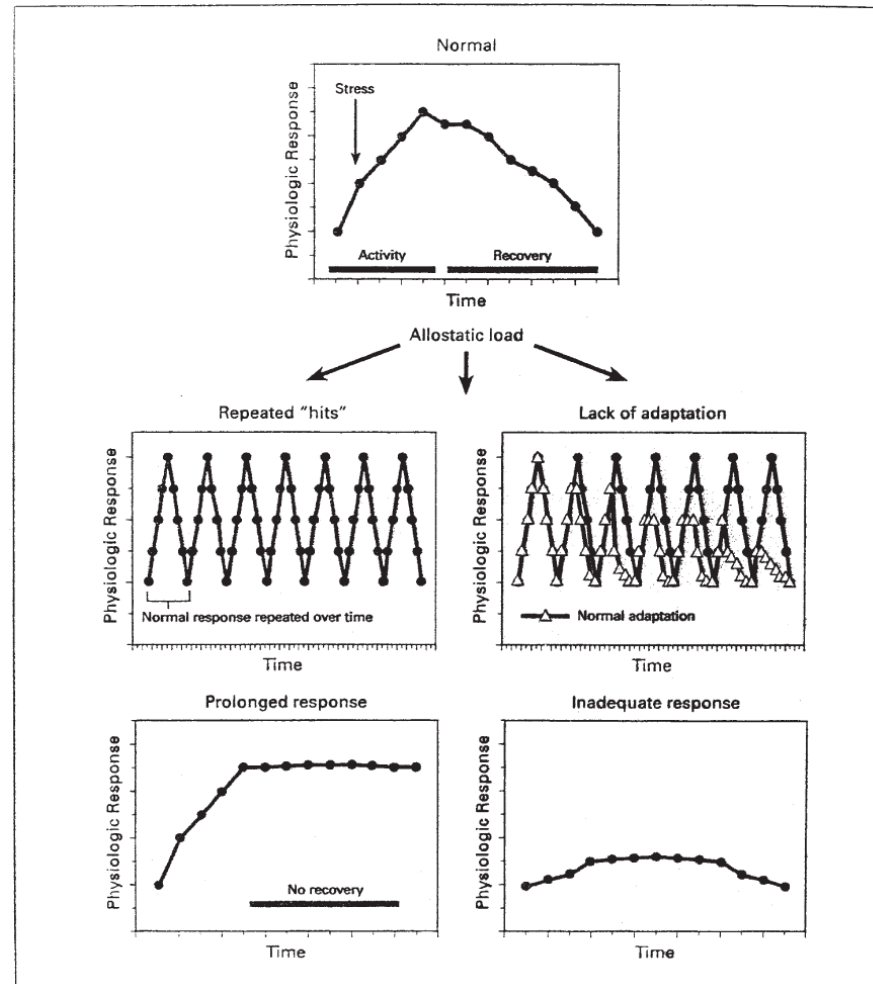 Normal
Stress
Physiologic Response
Activity
Recovery
Time
Allostatic load
Repeated "hits"
Physiologic Response
Normal response repeated over time
Time
Lack of adaptation
Physiologic Response
Normal adaptation
Time
Prolonged response
Physiologic Response
No recovery
Time
Inadequate response
Physiologic Response
Time